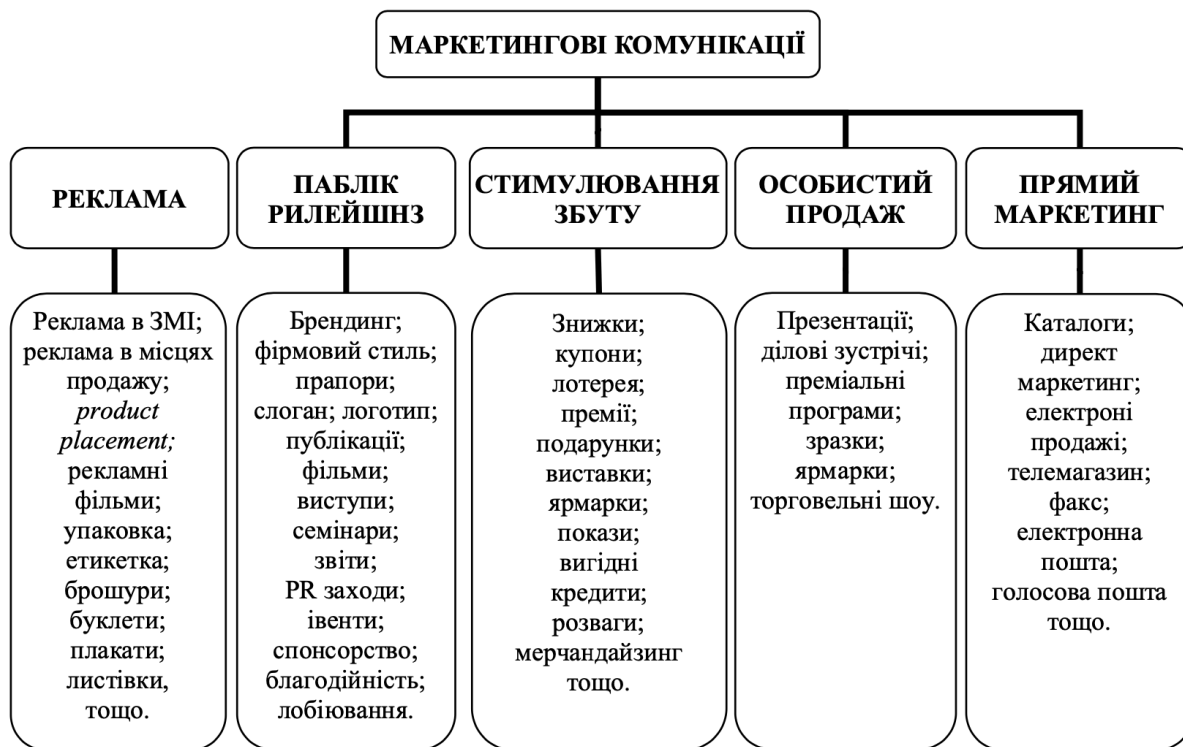 МАРКЕТИНГОВІ КОМУНІКАЦІЇ
РЕКЛАМА
ПАБЛІК
РИЛЕЙШНЗ
СТИМУЛЮВАННЯ
ЗБУТУ
ОСОБИСТИЙ
ПРОДАЖ
ПРЯМИЙ
МАРКЕТИНГ
Реклама в ЗМІ;
реклама в місцях
продажу;
product
placement;
рекламні
фільми;
упаковка;
етикетка;
брошури;
буклети;
плакати;
листівки,
тощо.
Брендинг;
фірмовий стиль;
прапори;
слоган; логотип;
публікації;
фільми;
виступи;
семінари;
звіти;
PR заходи;
івенти;
спонсорство;
благодійність;
лобіювання.
Знижки;
купони;
лотерея;
премії;
подарунки;
виставки;
ярмарки;
покази;
вигідні
кредити;
розваги;
мерчандайзинг
тощо.
Презентації;
ділові зустрічі;
преміальні
програми;
зразки;
ярмарки;
торговельні шоу.
Каталоги;
директ
маркетинг;
електроні
продажі;
телемагазин;
факс;
електронна
пошта;
голосова пошта
тощо.